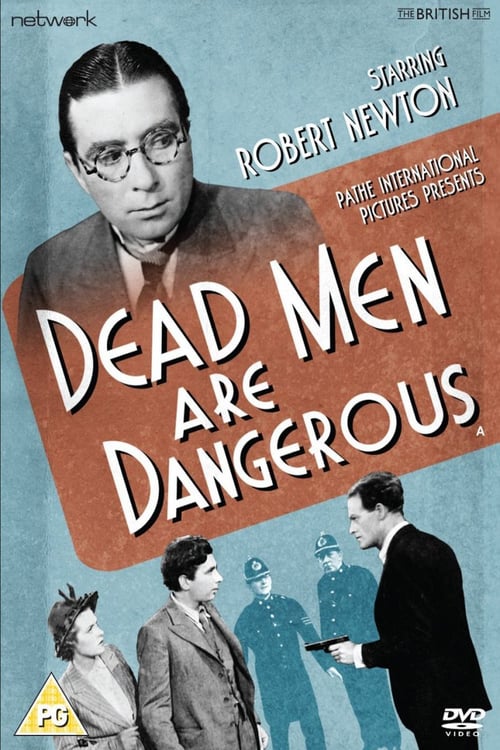 network
THE BRITISH FILM
STARRING
ROBERT NEWTON
PATHE INTERNATIONAL
PICTURES PRESENTS
DEAD MEN
ARE
DANGEROUS
A
PG
DVD
VIDEO